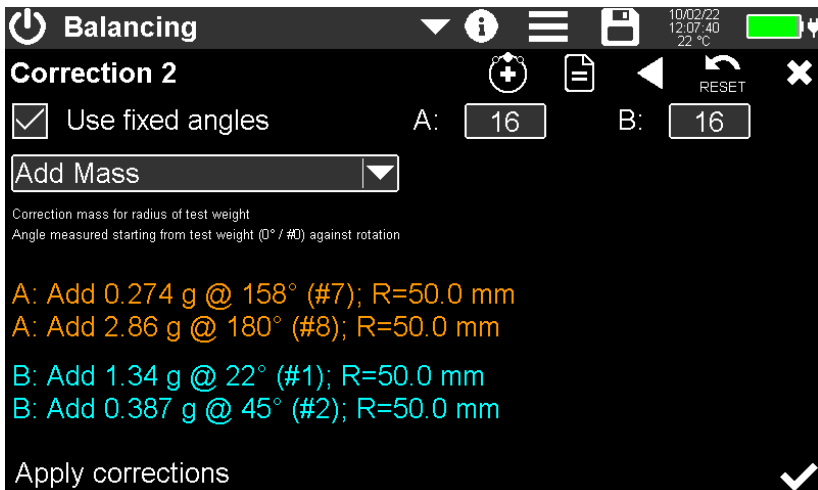 Balancing
10/02/22
12:07:40
22 °C
Correction 2
RESET
Use fixed angles A: 16 B: 16
Add Mass
Correction mass for radius of test weight
Angle measured starting from test weight (0° / #0) against rotation
A: Add 0.274 g @ 158° (#7); R=50.0 mm
A: Add 2.86 g @ 180° (#8); R=50.0 mm
B: Add 1.34 g @ 22° (#1); R=50.0 mm
B: Add 0.387 g @ 45° (#2); R=50.0 mm
Apply corrections